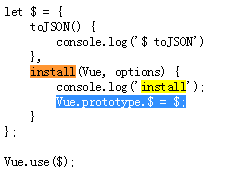 let $ = {
    toJSON() {
        console.log('$ toJSON')
    },
    install(Vue, options) {
        console.log('install');
        Vue.prototype.$ = $;
    }
};
Vue.use($);